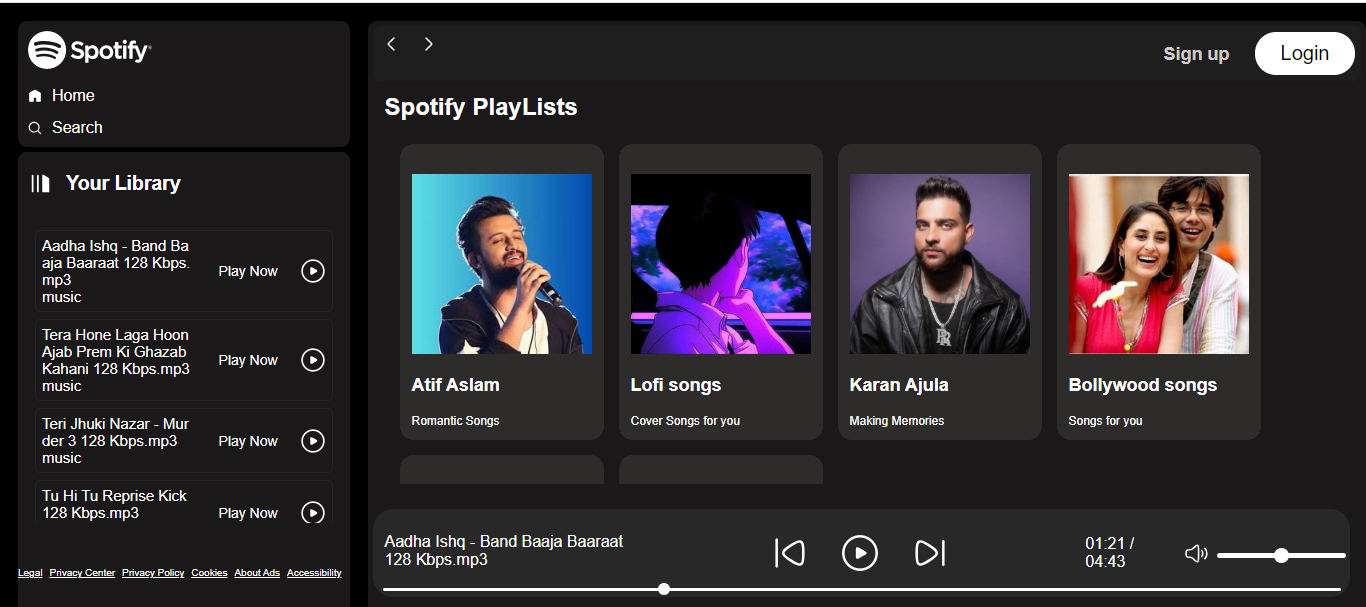 Spotify
Home
Search
Your Library
Aadha Ishq - Band Ba
aja Baaraat 128 Kbps.
mp3
music
Play Now
Tera Hone Laga Hoon
Ajab Prem Ki Ghazab
Kahani 128 Kbps.mp3
music
Play Now
Teri Jhuki Nazar - Mur
der 3 128 Kbps.mp3
music
Play Now
Tu Hi Tu Reprise Kick
128 Kbps.mp3
Play Now
Legal Privacy Center Privacy Policy Cookies About Ads Accessibility
Sign up Login
Spotify PlayLists
Atif Aslam
Romantic Songs
Lofi songs
Cover Songs for you
Karan Ajula
Making Memories
Bollywood songs
Songs for you
Aadha Ishq - Band Baaja Baaraat
128 Kbps.mp3
01:21 /
04:43